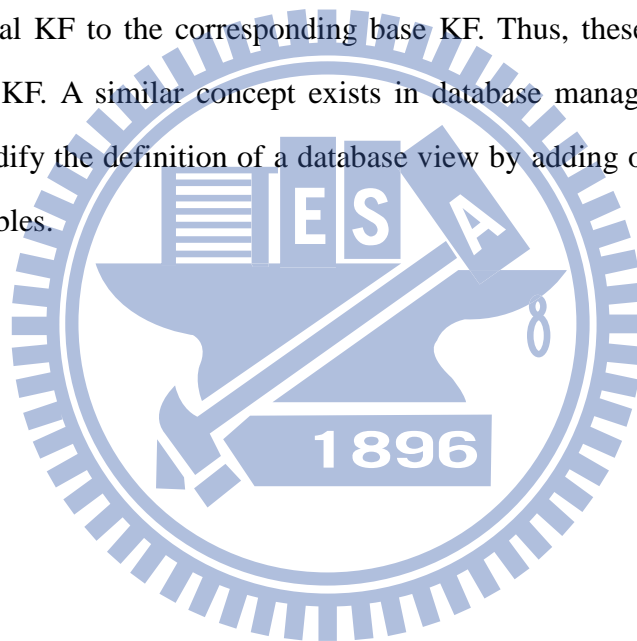 al KF to the corresponding base KF. Thus, these
KF. A similar concept exists in database manag
dify the definition of a database view by adding o
bles.
E S A
1896